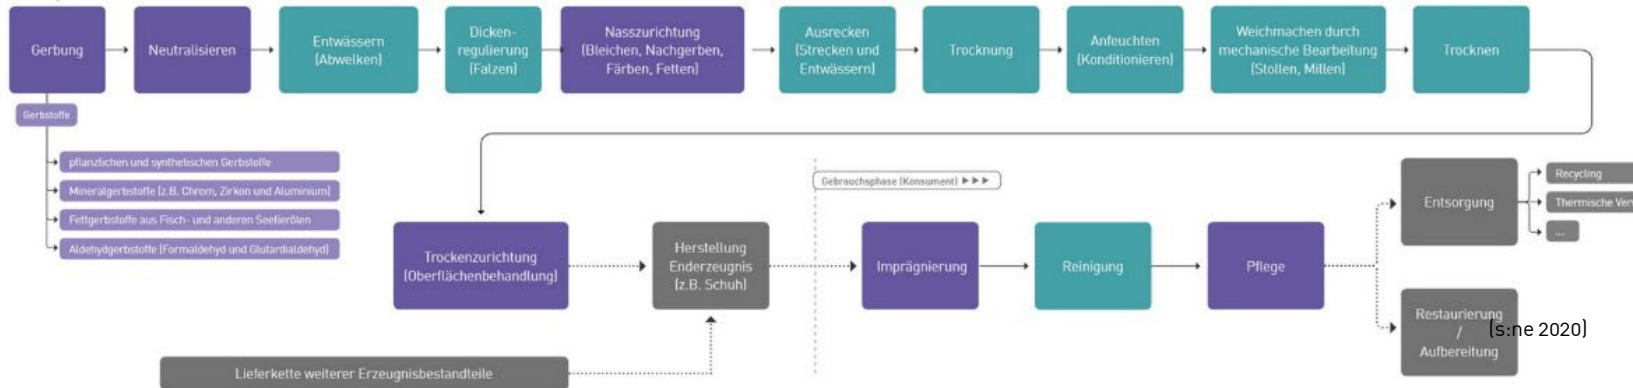 Gerbung
Neutralisieren
Entwässern
(Abwelken)
Dicken-
regulierung
(Falzen)
Nasszurichtung
(Bleichen, Nachgerben,
Färben, Fetten)
Ausrecken
(Strecken und
Entwässern)
Trocknung
Anfeuchten
(Konditionieren)
Weichmachen durch
mechanische Bearbeitung
(Stollen, Millen)
Trocknen
Gerbstoffe
pflanzlichen und synthetischen Gerbstoffe
Mineralgerbstoffe (z.B. Chrom, Zirkon und Aluminium)
Fettgerbstoffe aus Fisch- und anderen Seetierölen
Aldehydgerbstoffe (Formaldehyd und Glutardialdehyd)
Trockenzurichtung
(Oberflächenbehandlung)
Herstellung
Enderzeugnis
(z.B. Schuh)
Gebrauchsphase (Konsument) ▶ ▶ ▶
Imprägnierung
Reinigung
Pflege
Entsorgung
Recycling
Thermische Verv
...
Restaurierung
/
Aufbereitung
(s:ne 2020)
Lieferkette weiterer Erzeugnisbestandteile